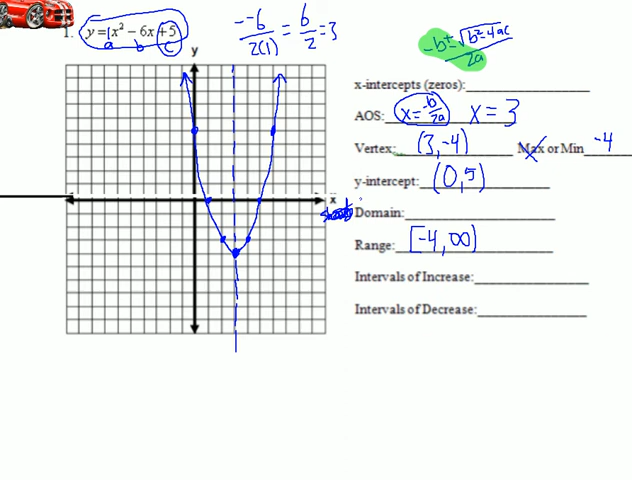 1. y = 1x² − 6x + 5
a b c
--6/2(1) = 6/2 = 3
-b ± √b² - 4ac / 2a
y
x
x-intercepts (zeros):
AOS: x = -b/2a x = 3
Vertex: (3, -4) Max or Min -4
y-intercept: (0, 5)
Domain:
Range: [-4, ∞)
Intervals of Increase:
Intervals of Decrease: